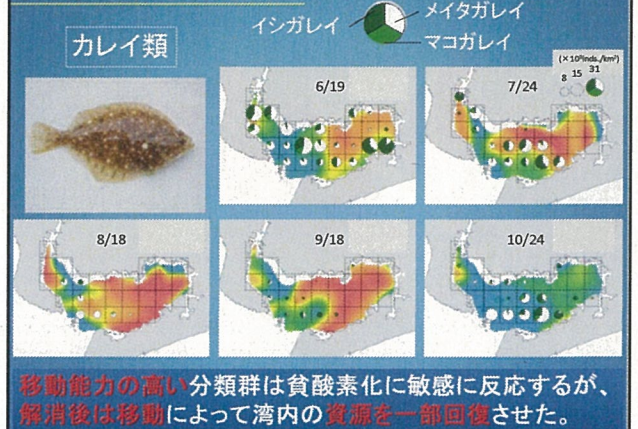 イシガレイ
メイタガレイ
マコガレイ
カレイ類
(×10³inds./km²)
8 15 31
6/19
7/24
8/18
9/18
10/24
移動能力の高い分類群は貧酸素化に敏感に反応するが、
解消後は移動によって湾内の資源を一部回復させた。